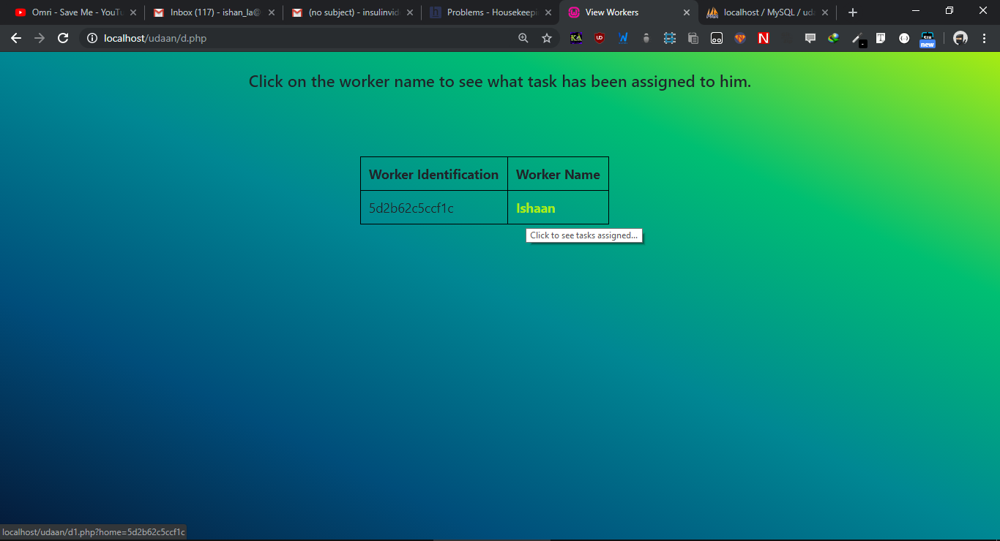 Omri - Save Me - YouTu
Inbox (117) - ishan_la@
(no subject) - insulinvid
Problems - Housekeepi
View Workers
localhost / MySQL / uda
localhost/udaan/d.php
new
Click on the worker name to see what task has been assigned to him.
Worker Identification Worker Name
5d2b62c5ccf1c Ishaan
Click to see tasks assigned...
localhost/udaan/d1.php?home=5d2b62c5ccf1c